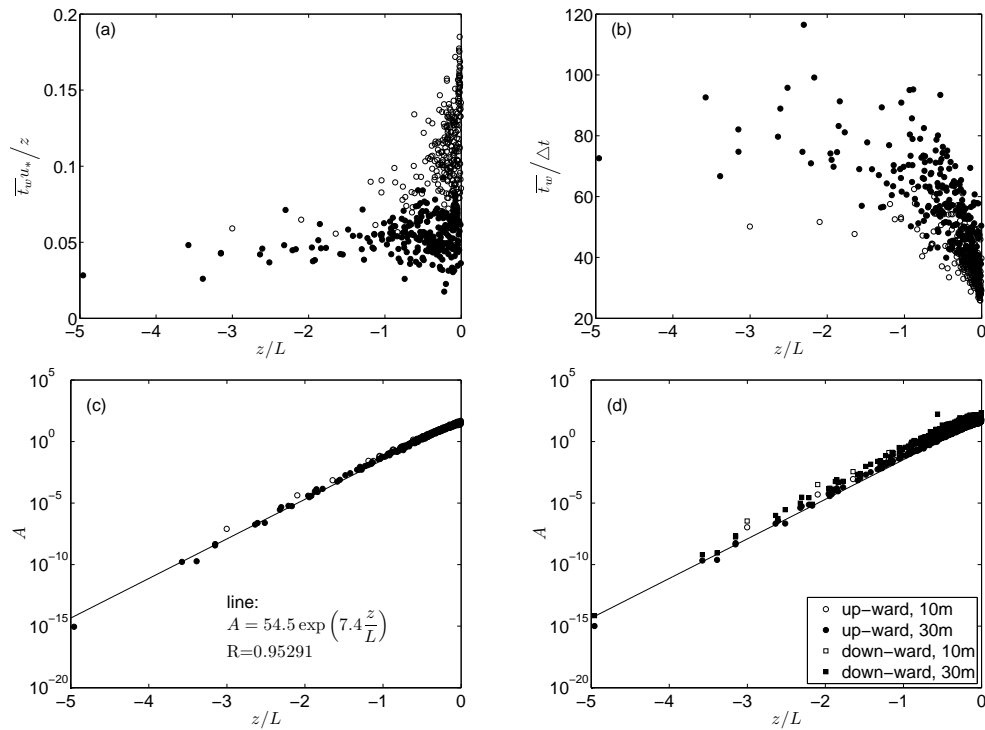 (a)
0.2
0.15
0.1
0.05
0
\overline{t_w} u_*/z
−5 −4 −3 −2 −1 0
z/L
(b)
120
100
80
60
40
20
\overline{t_w}/△t
−5 −4 −3 −2 −1 0
z/L
(c)
10^5
10^0
10^−5
10^−10
10^−15
10^−20
A
line:
A = 54.5 exp (7.4 z/L)
R=0.95291
−5 −4 −3 −2 −1 0
z/L
(d)
10^5
10^0
10^−5
10^−10
10^−15
10^−20
A
up−ward, 10m
up−ward, 30m
down−ward, 10m
down−ward, 30m
−5 −4 −3 −2 −1 0
z/L